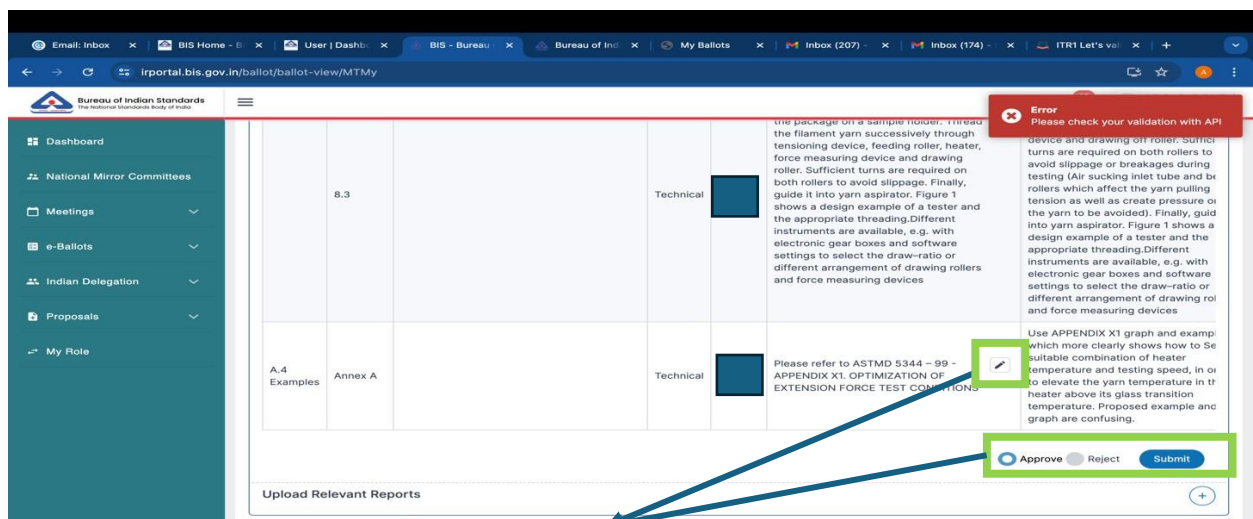 Email: Inbox
BIS Home - B
User | Dashb
BIS - Bureau
Bureau of Ind
My Ballots
Inbox (207) -
Inbox (174) -
ITR1 Let's vali
irportal.bis.gov.in/ballot/ballot-view/MTMy
A
Bureau of Indian Standards
The National Standards Body of India
Error
Please check your validation with API
Dashboard
National Mirror Committees
Meetings
e-Ballots
Indian Delegation
Proposals
My Role
8.3
Technical
the package on a sample holder. Thread
the filament yarn successively through
tensioning device, feeding roller, heater,
force measuring device and drawing
roller. Sufficient turns are required on
both rollers to avoid slippage. Finally,
guide it into yarn aspirator. Figure 1
shows a design example of a tester and
the appropriate threading.Different
instruments are available, e.g. with
electronic gear boxes and software
settings to select the draw–ratio or
different arrangement of drawing rollers
and force measuring devices
device and drawing off roller. Suffici
turns are required on both rollers to
avoid slippage or breakages during
testing (Air sucking inlet tube and be
rollers which affect the yarn pulling
tension as well as create pressure o
the yarn to be avoided). Finally, guid
into yarn aspirator. Figure 1 shows a
design example of a tester and the
appropriate threading.Different
instruments are available, e.g. with
electronic gear boxes and software
settings to select the draw–ratio or
different arrangement of drawing rol
and force measuring devices
A.4
Examples
Annex A
Technical
Please refer to ASTMD 5344 – 99 -
APPENDIX X1. OPTIMIZATION OF
EXTENSION FORCE TEST CONDITIONS
Use APPENDIX X1 graph and exampl
which more clearly shows how to Se
suitable combination of heater
temperature and testing speed, in or
to elevate the yarn temperature in th
heater above its glass transition
temperature. Proposed example and
graph are confusing.
Approve
Reject
Submit
Upload Relevant Reports